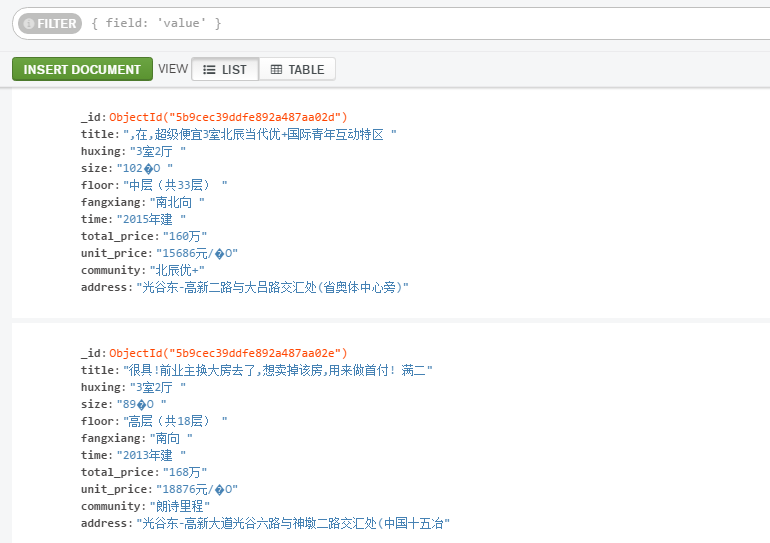 FILTER { field: 'value' }
INSERT DOCUMENT VIEW LIST TABLE
_id:ObjectId("5b9cec39ddfe892a487aa02d")
title:",在,超级便宜3室北辰当代优+国际青年互动特区 "
huxing:"3室2厅 "
size:"102�O "
floor:"中层（共33层） "
fangxiang:"南北向 "
time:"2015年建 "
total_price:"160万"
unit_price:"15686元/�O"
community:"北辰优+"
address:"光谷东-高新二路与大吕路交汇处(省奥体中心旁)"
_id:ObjectId("5b9cec39ddfe892a487aa02e")
title:"很具!前业主换大房去了,想卖掉该房,用来做首付! 满二"
huxing:"3室2厅 "
size:"89�O "
floor:"高层（共18层） "
fangxiang:"南向 "
time:"2013年建 "
total_price:"168万"
unit_price:"18876元/�O"
community:"朗诗里程"
address:"光谷东-高新大道光谷六路与神墩二路交汇处(中国十五冶"